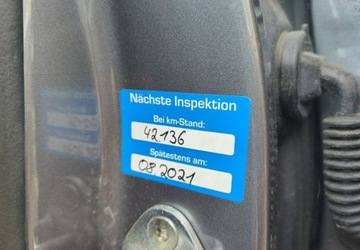 Nächste Inspektion
Bei km-Stand:
42136
Spätestens am:
08.2021